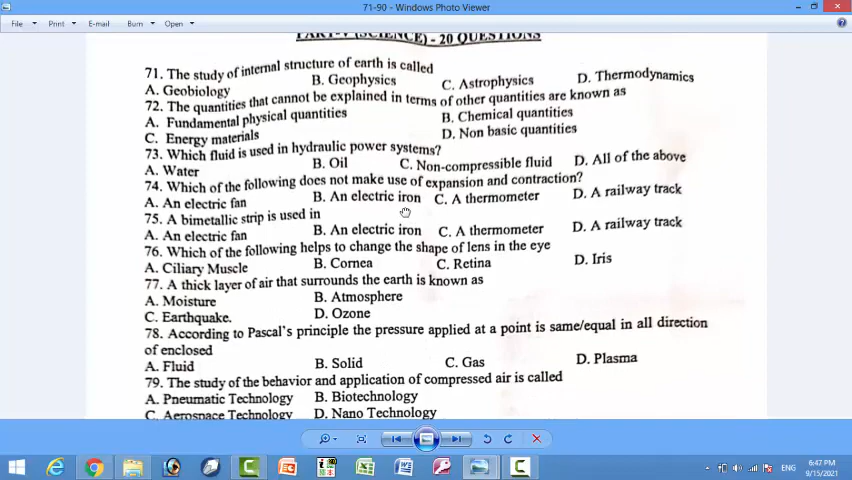 71-90 - Windows Photo Viewer
File Print E-mail Burn Open
PART-V (SCIENCE) - 20 QUESTIONS
71. The study of internal structure of earth is called
A. Geobiology B. Geophysics C. Astrophysics D. Thermodynamics
72. The quantities that cannot be explained in terms of other quantities are known as
A. Fundamental physical quantities B. Chemical quantities
C. Energy materials D. Non basic quantities
73. Which fluid is used in hydraulic power systems?
A. Water B. Oil C. Non-compressible fluid D. All of the above
74. Which of the following does not make use of expansion and contraction?
A. An electric fan B. An electric iron C. A thermometer D. A railway track
75. A bimetallic strip is used in
A. An electric fan B. An electric iron C. A thermometer D. A railway track
76. Which of the following helps to change the shape of lens in the eye
A. Ciliary Muscle B. Cornea C. Retina D. Iris
77. A thick layer of air that surrounds the earth is known as
A. Moisture B. Atmosphere
C. Earthquake. D. Ozone
78. According to Pascal's principle the pressure applied at a point is same/equal in all direction
of enclosed
A. Fluid B. Solid C. Gas D. Plasma
79. The study of the behavior and application of compressed air is called
A. Pneumatic Technology B. Biotechnology
C. Aerospace Technology D. Nano Technology
ENG
6:47 PM
9/15/2021